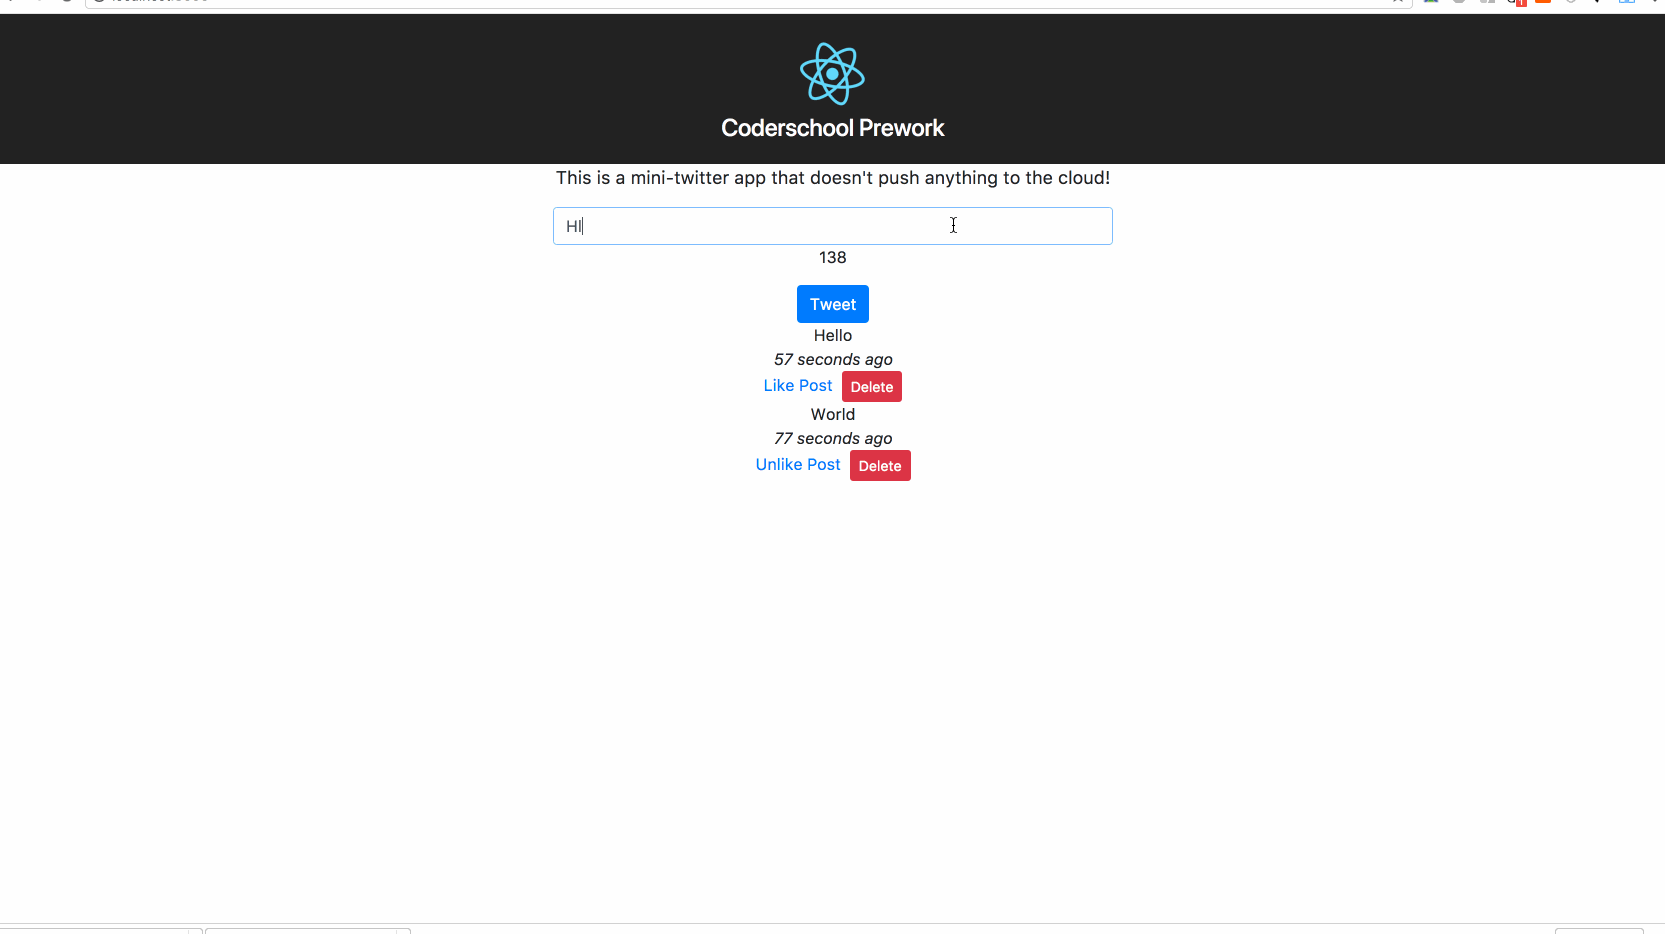 Coderschool Prework
This is a mini-twitter app that doesn't push anything to the cloud!
HI
138
Tweet
Hello
57 seconds ago
Like Post Delete
World
77 seconds ago
Unlike Post Delete